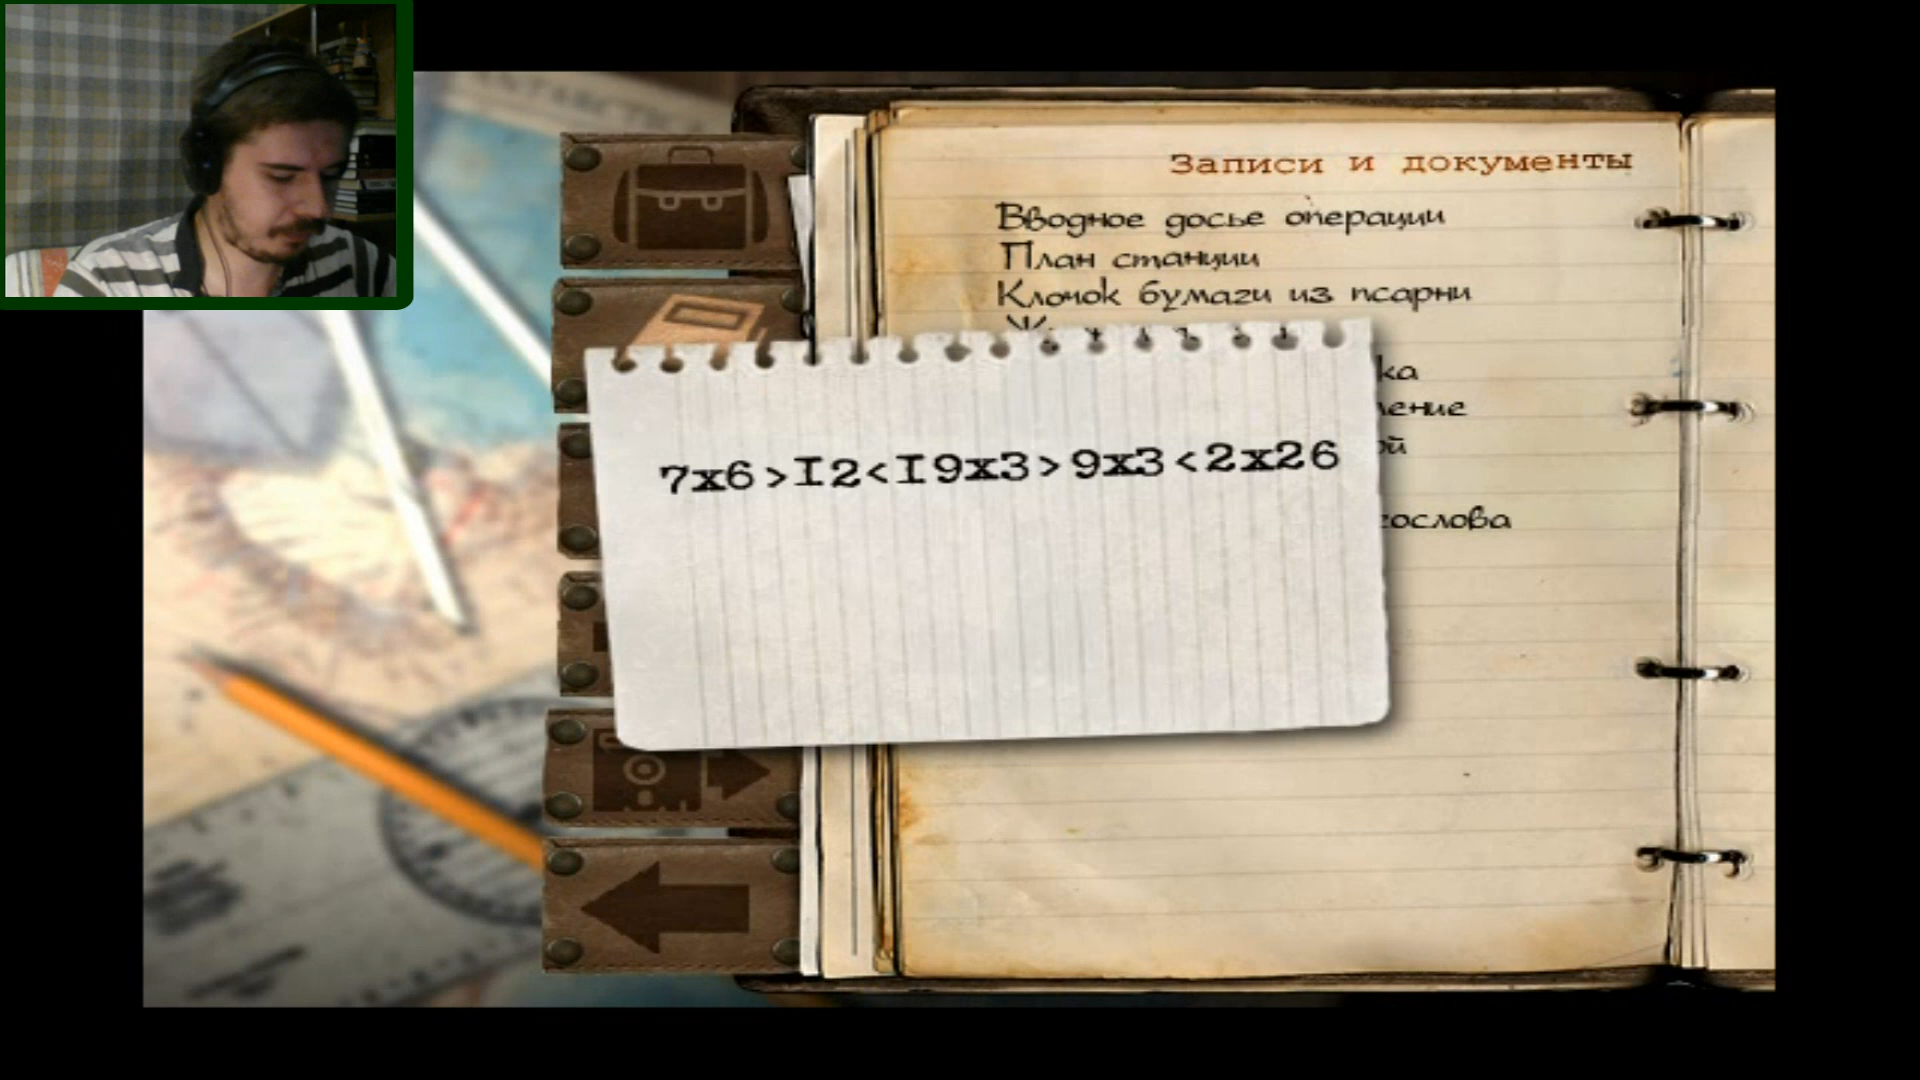 Записи и документы
Вводное досье операции
План станции
Клочок бумаги из псарни
7x6>I2<I9x3>9x3<2x26